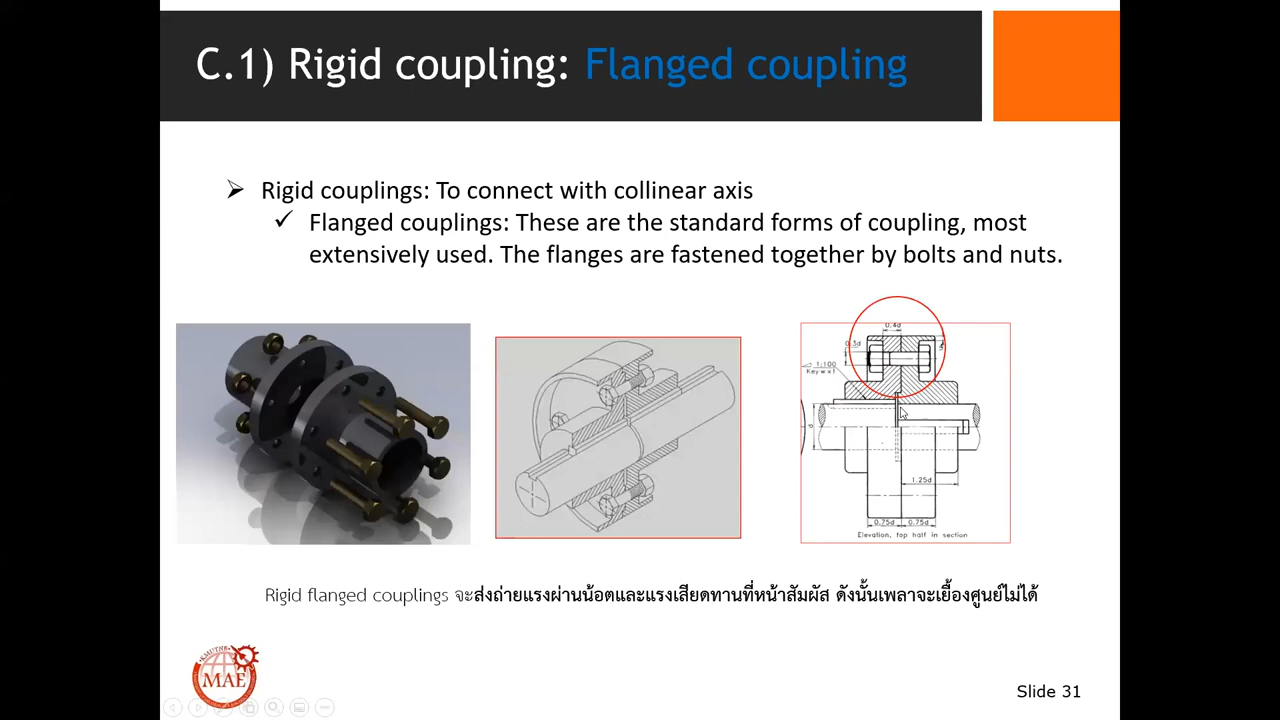 C.1) Rigid coupling: Flanged coupling
Rigid couplings: To connect with collinear axis
Flanged couplings: These are the standard forms of coupling, most
extensively used. The flanges are fastened together by bolts and nuts.
0.4d
0.3d
1:100
Key w x t
d
1.25d
0.75d 0.75d
Elevation, top half in section
Rigid flanged couplings จะส่งถ่ายแรงผ่านน้อตและแรงเสียดทานที่หน้าสัมผัส ดังนั้นเพลาจะเยื้องศูนย์ไม่ได้
KMUTNB
MAE
Slide 31